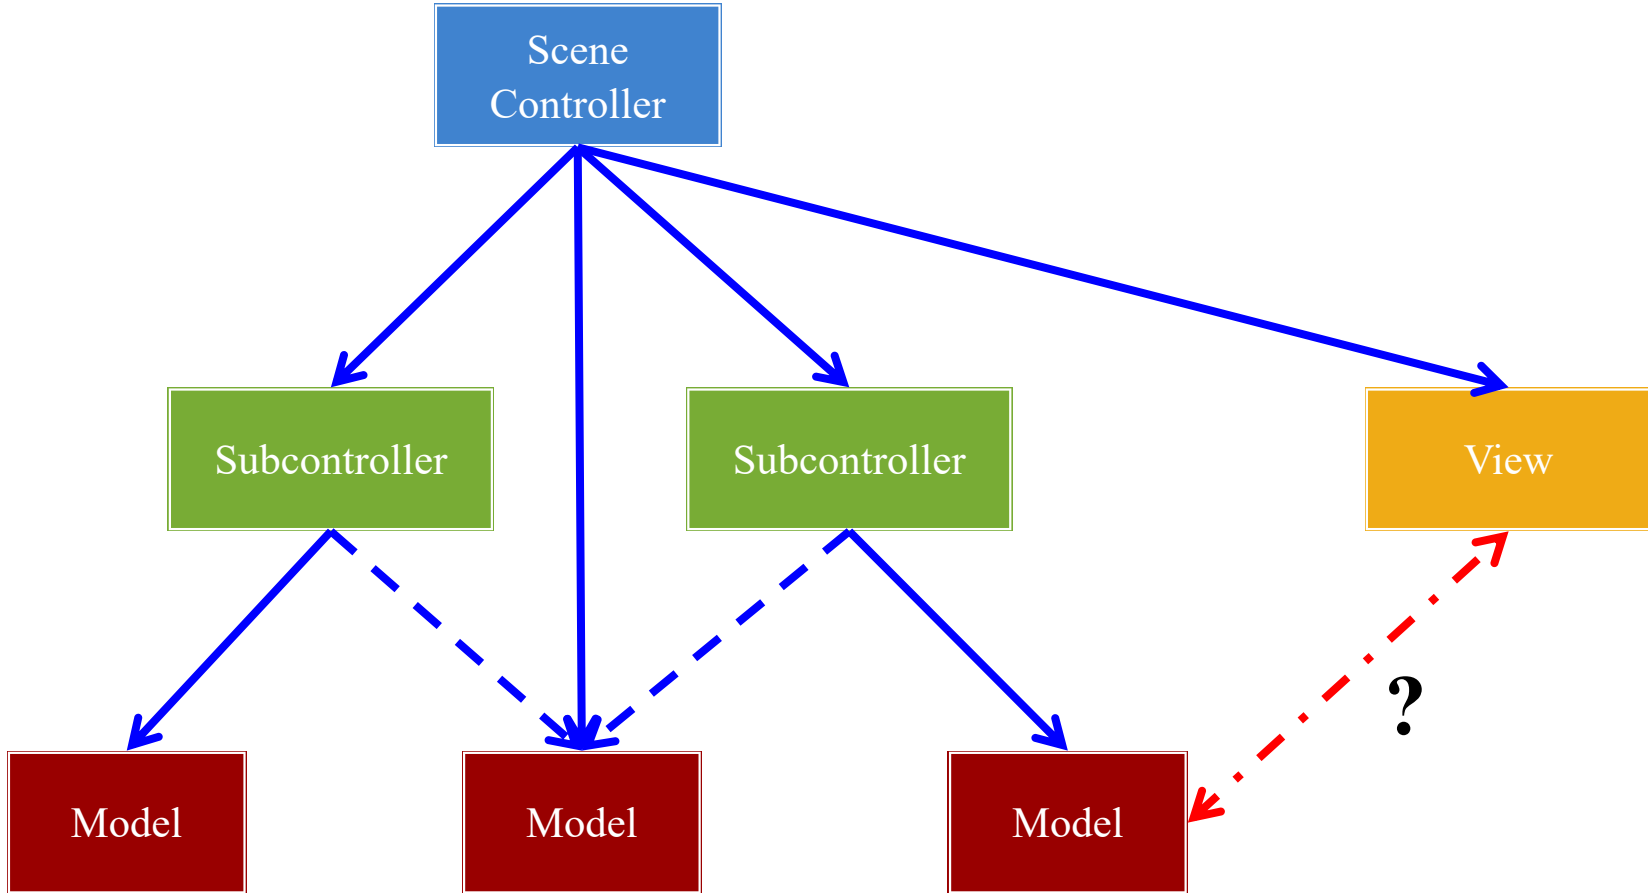 Scene
Controller
Subcontroller
Subcontroller
View
?
Model
Model
Model